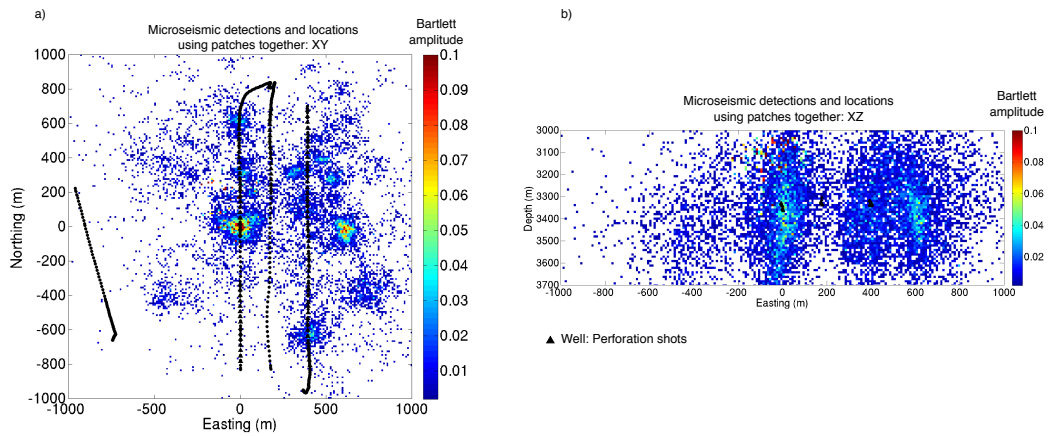 a)
Microseismic detections and locations
using patches together: XY
Bartlett
amplitude
1000
800
600
400
200
0
-200
-400
-600
-800
-1000
Northing (m)
-1000
-500
0
500
1000
Easting (m)
0.1
0.09
0.08
0.07
0.06
0.05
0.04
0.03
0.02
0.01
b)
Microseismic detections and locations
using patches together: XZ
Bartlett
amplitude
3000
3100
3200
3300
3400
3500
3600
3700
Depth (m)
-1000 -800 -600 -400 -200 0 200 400 600 800 1000
Easting (m)
0.1
0.08
0.06
0.04
0.02
Well: Perforation shots